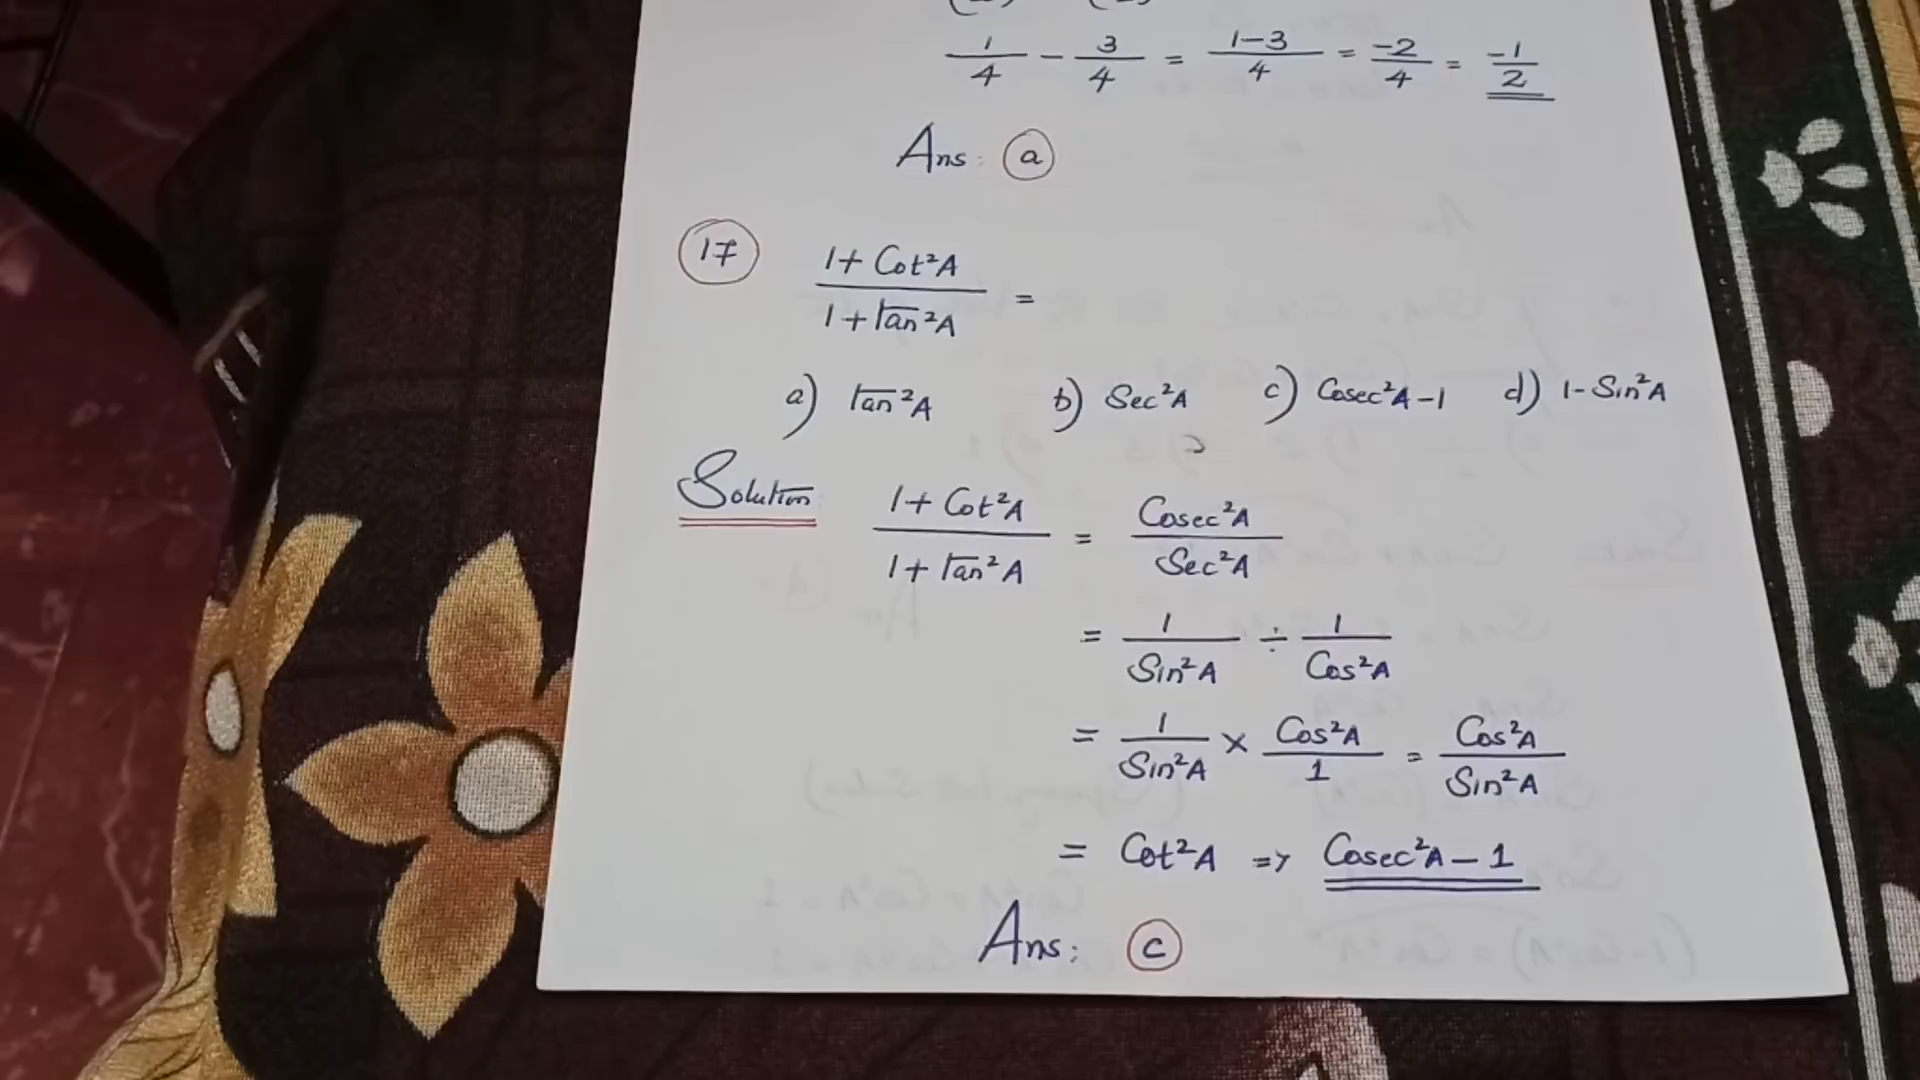 1/4 - 3/4 = 1-3/4 = -2/4 = -1/2
Ans: (a)
(17) 1+Cot²A / 1+tan²A =
a) tan²A b) Sec²A c) Cosec²A-1 d) 1-Sin²A
Solution: 1+Cot²A / 1+tan²A = Cosec²A / Sec²A
= 1/Sin²A ÷ 1/Cos²A
= 1/Sin²A × Cos²A/1 = Cos²A/Sin²A
= Cot²A => Cosec²A - 1
Ans: (c)